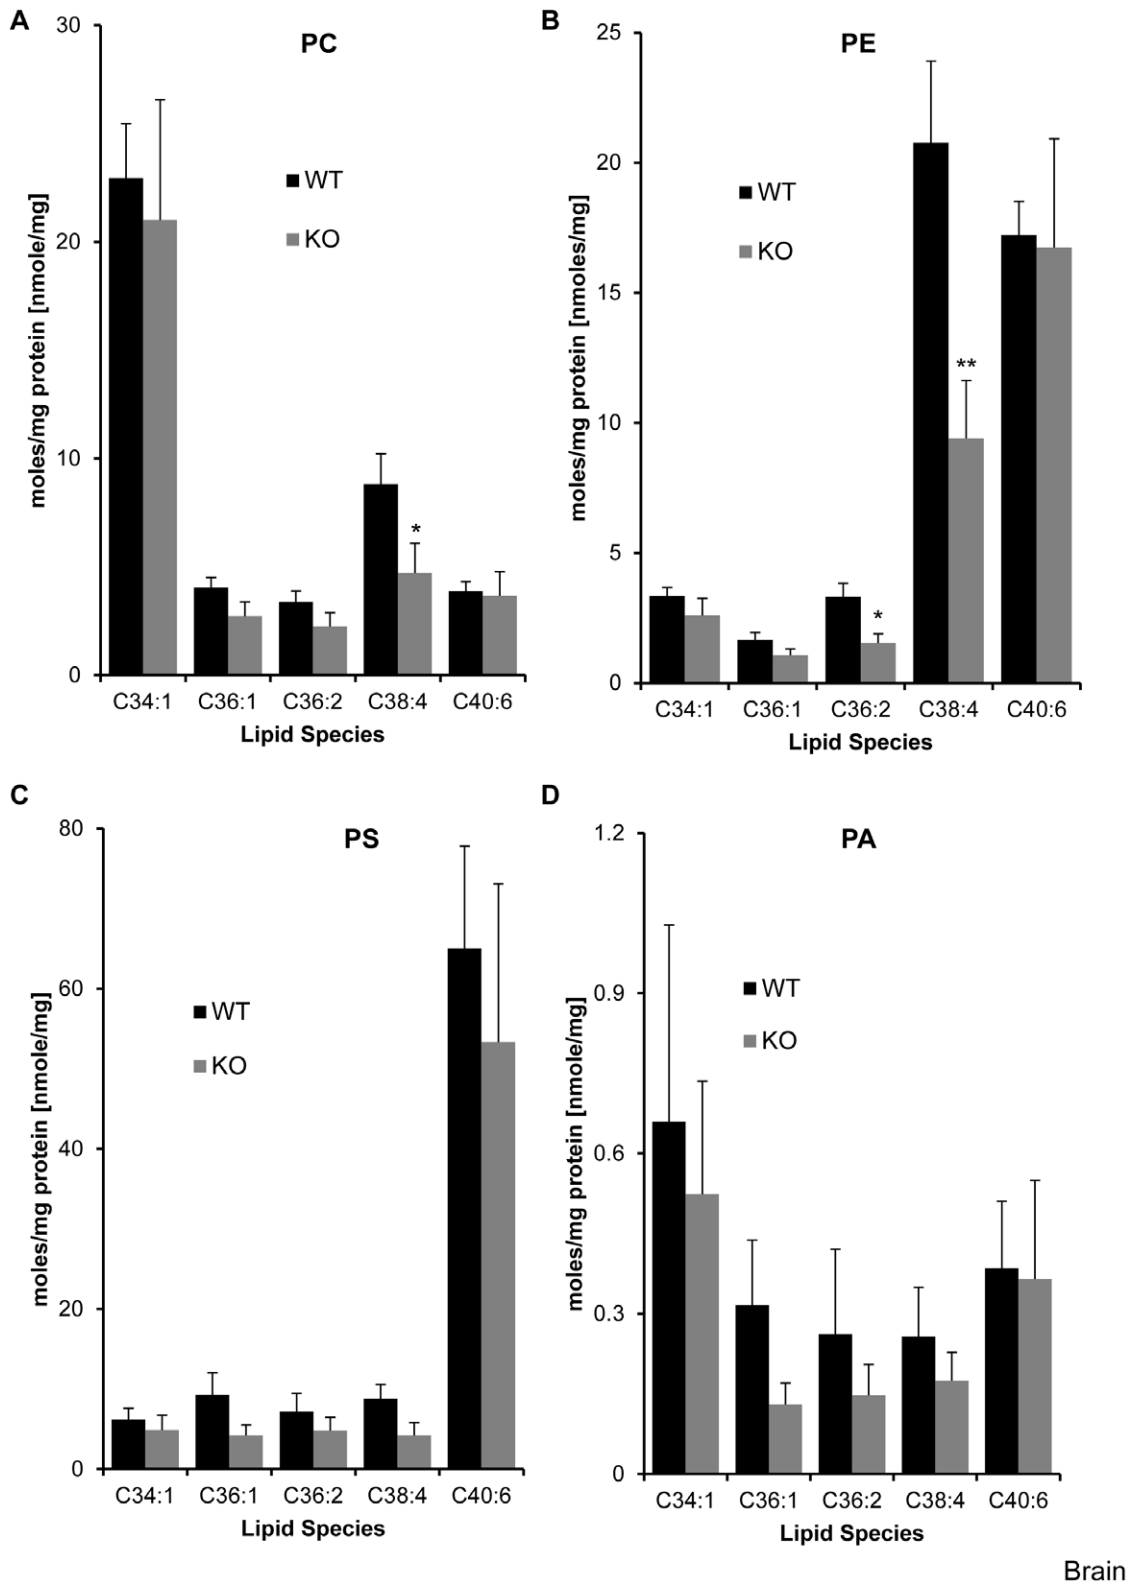 A
PC
30
20
10
0
moles/mg protein [nmole/mg]
WT
KO
*
C34:1 C36:1 C36:2 C38:4 C40:6
Lipid Species
B
PE
25
20
15
10
5
0
moles/mg protein [nmoles/mg]
WT
KO
**
*
C34:1 C36:1 C36:2 C38:4 C40:6
Lipid Species
C
PS
80
60
40
20
0
moles/mg protein [nmole/mg]
WT
KO
C34:1 C36:1 C36:2 C38:4 C40:6
Lipid Species
D
PA
1.2
0.9
0.6
0.3
0
moles/mg protein [nmole/mg]
WT
KO
C34:1 C36:1 C36:2 C38:4 C40:6
Lipid Species
Brain